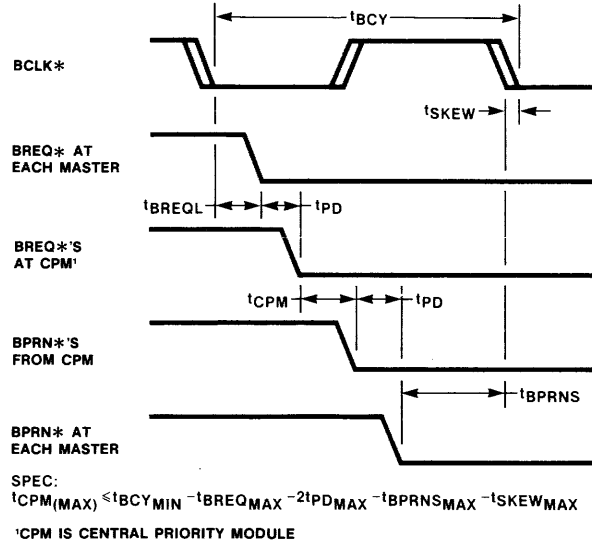 tBCY
BCLK*
tSKEW
BREQ* AT
EACH MASTER
tBREQL
tPD
BREQ*'S
AT CPM¹
tCPM
tPD
BPRN*'S
FROM CPM
tBPRNS
BPRN* AT
EACH MASTER
SPEC:
tCPM(MAX) ≤ tBCYMIN -tBREQMAX -2tPDMAX -tBPRNSMAX -tSKEWMAX
¹CPM IS CENTRAL PRIORITY MODULE